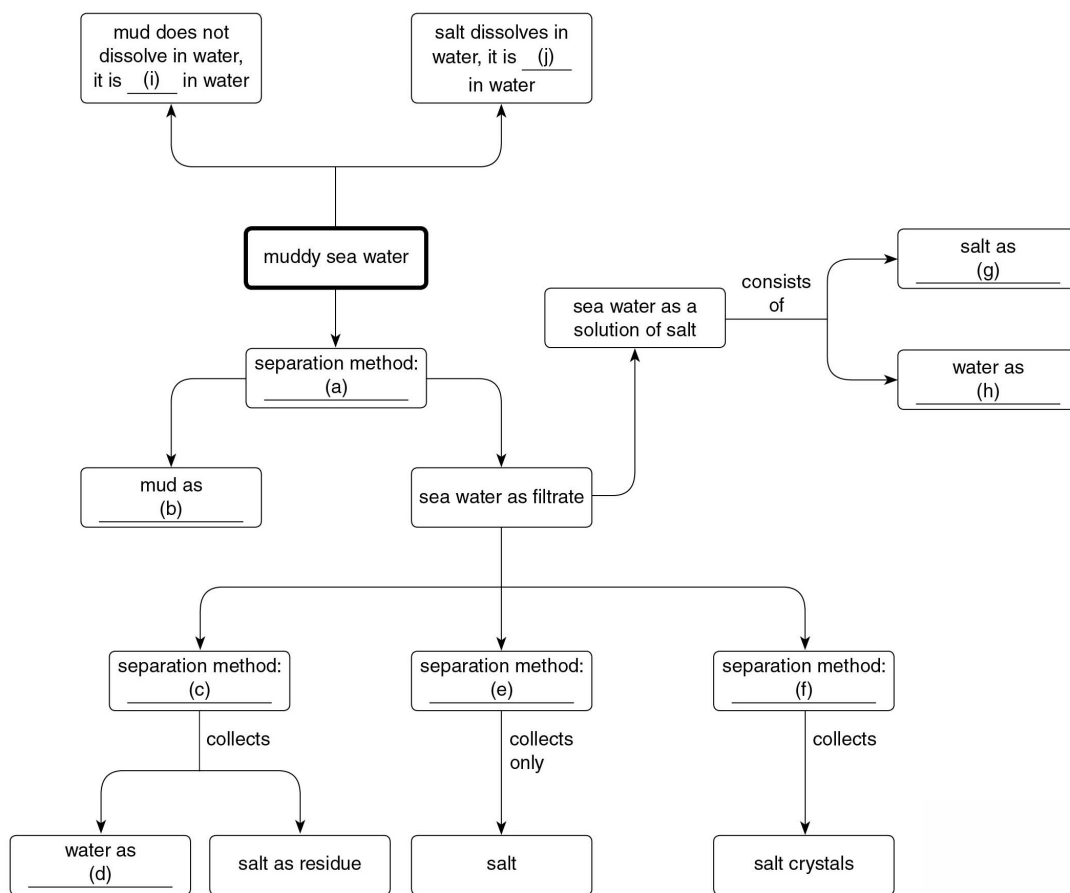 mud does not
dissolve in water,
it is (i) in water
salt dissolves in
water, it is (j)
in water
muddy sea water
separation method:
(a)
mud as
(b)
sea water as filtrate
sea water as a
solution of salt
consists
of
salt as
(g)
water as
(h)
separation method:
(c)
separation method:
(e)
separation method:
(f)
collects
collects
only
collects
water as
(d)
salt as residue
salt
salt crystals